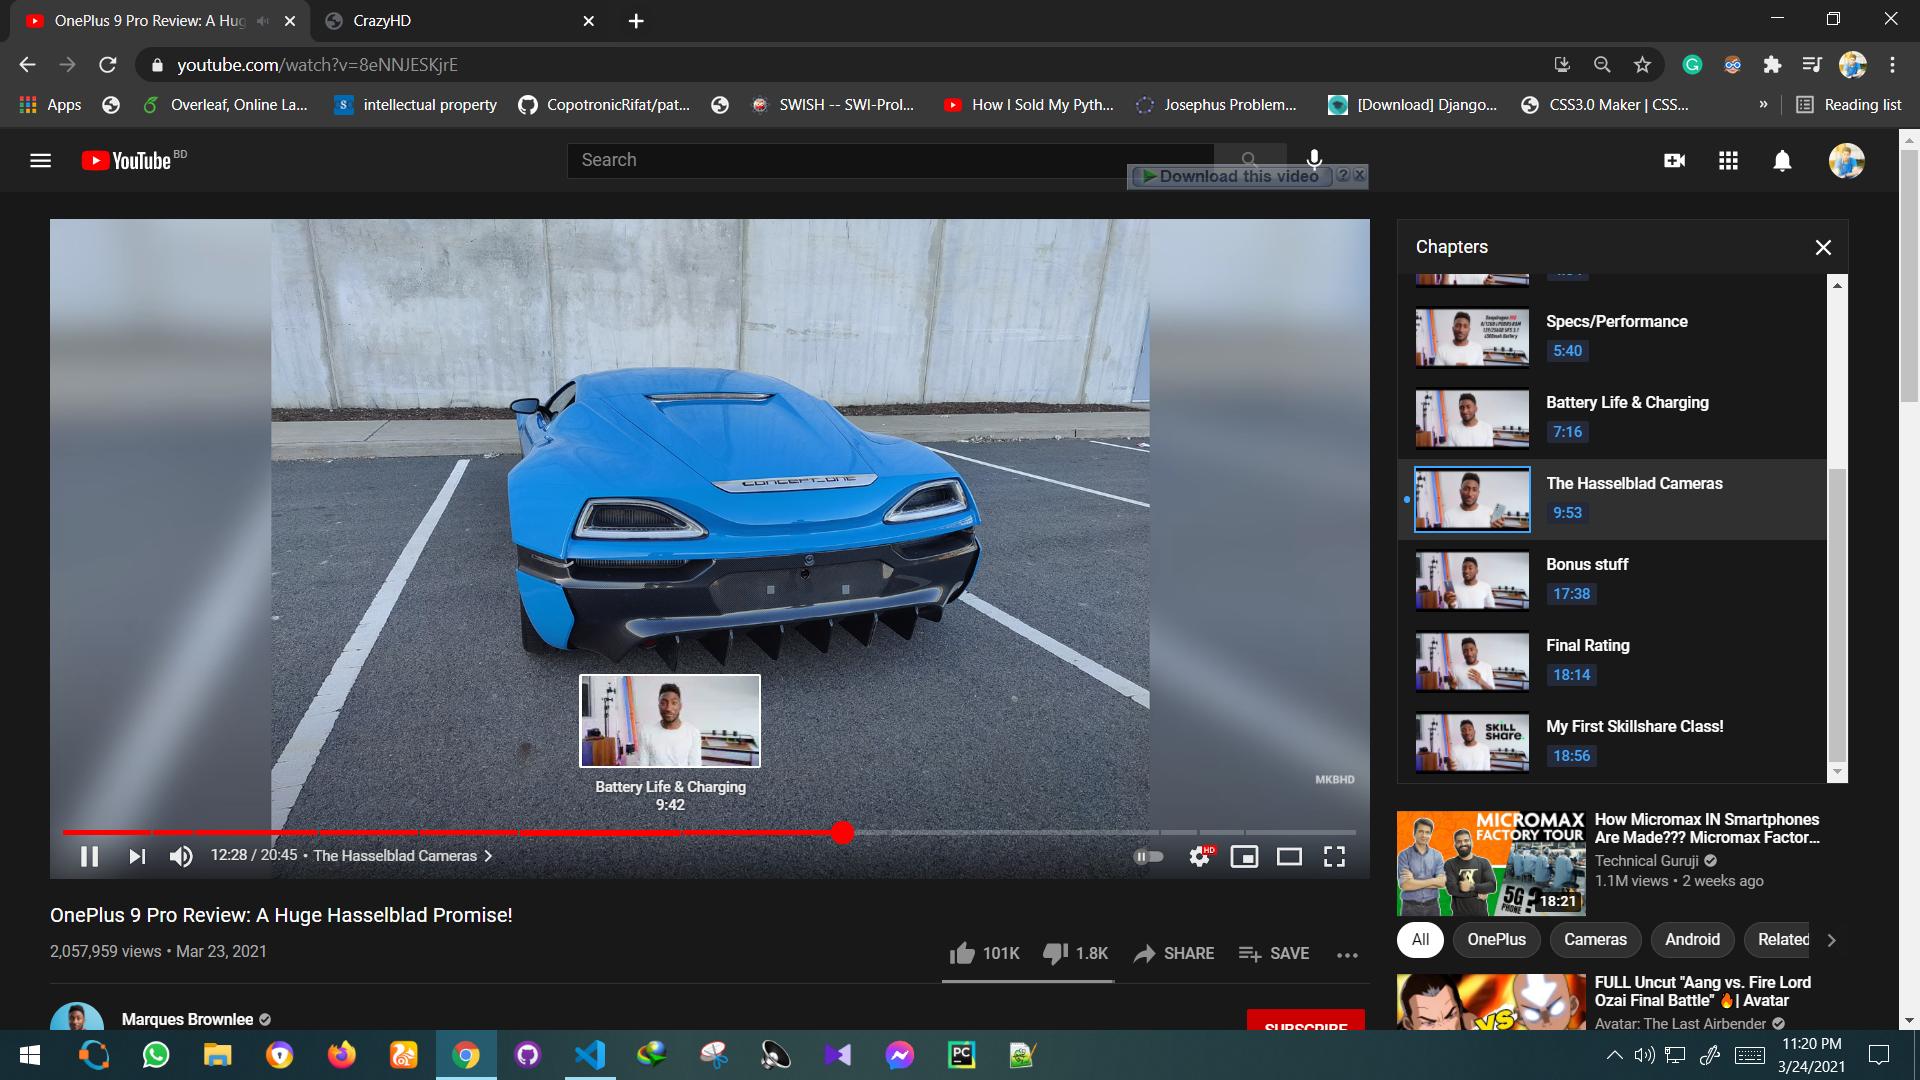 OnePlus 9 Pro Review: A Hug
CrazyHD
youtube.com/watch?v=8eNNJESKjrE
Apps
Overleaf, Online La...
intellectual property
CopotronicRifat/pat...
SWISH -- SWI-Prol...
How I Sold My Pyth...
Josephus Problem...
[Download] Django...
CSS3.0 Maker | CSS...
»
Reading list
YouTube BD
Search
Download this video
CONCEPT_ONE
Battery Life & Charging
9:42
MKBHD
12:28 / 20:45 • The Hasselblad Cameras
HD
Chapters
Specs/Performance
5:40
Battery Life & Charging
7:16
The Hasselblad Cameras
9:53
Bonus stuff
17:38
Final Rating
18:14
SKILL
SHARE.
My First Skillshare Class!
18:56
OnePlus 9 Pro Review: A Huge Hasselblad Promise!
2,057,959 views • Mar 23, 2021
101K
1.8K
SHARE
SAVE
Marques Brownlee
SUBSCRIBE
MICROMAX
FACTORY TOUR
5G ?
PHONE
18:21
How Micromax IN Smartphones
Are Made??? Micromax Factor...
Technical Guruji
1.1M views • 2 weeks ago
All
OnePlus
Cameras
Android
Related
VS
FULL Uncut "Aang vs. Fire Lord
Ozai Final Battle" 🔥| Avatar
Avatar: The Last Airbender
PC
11:20 PM
3/24/2021